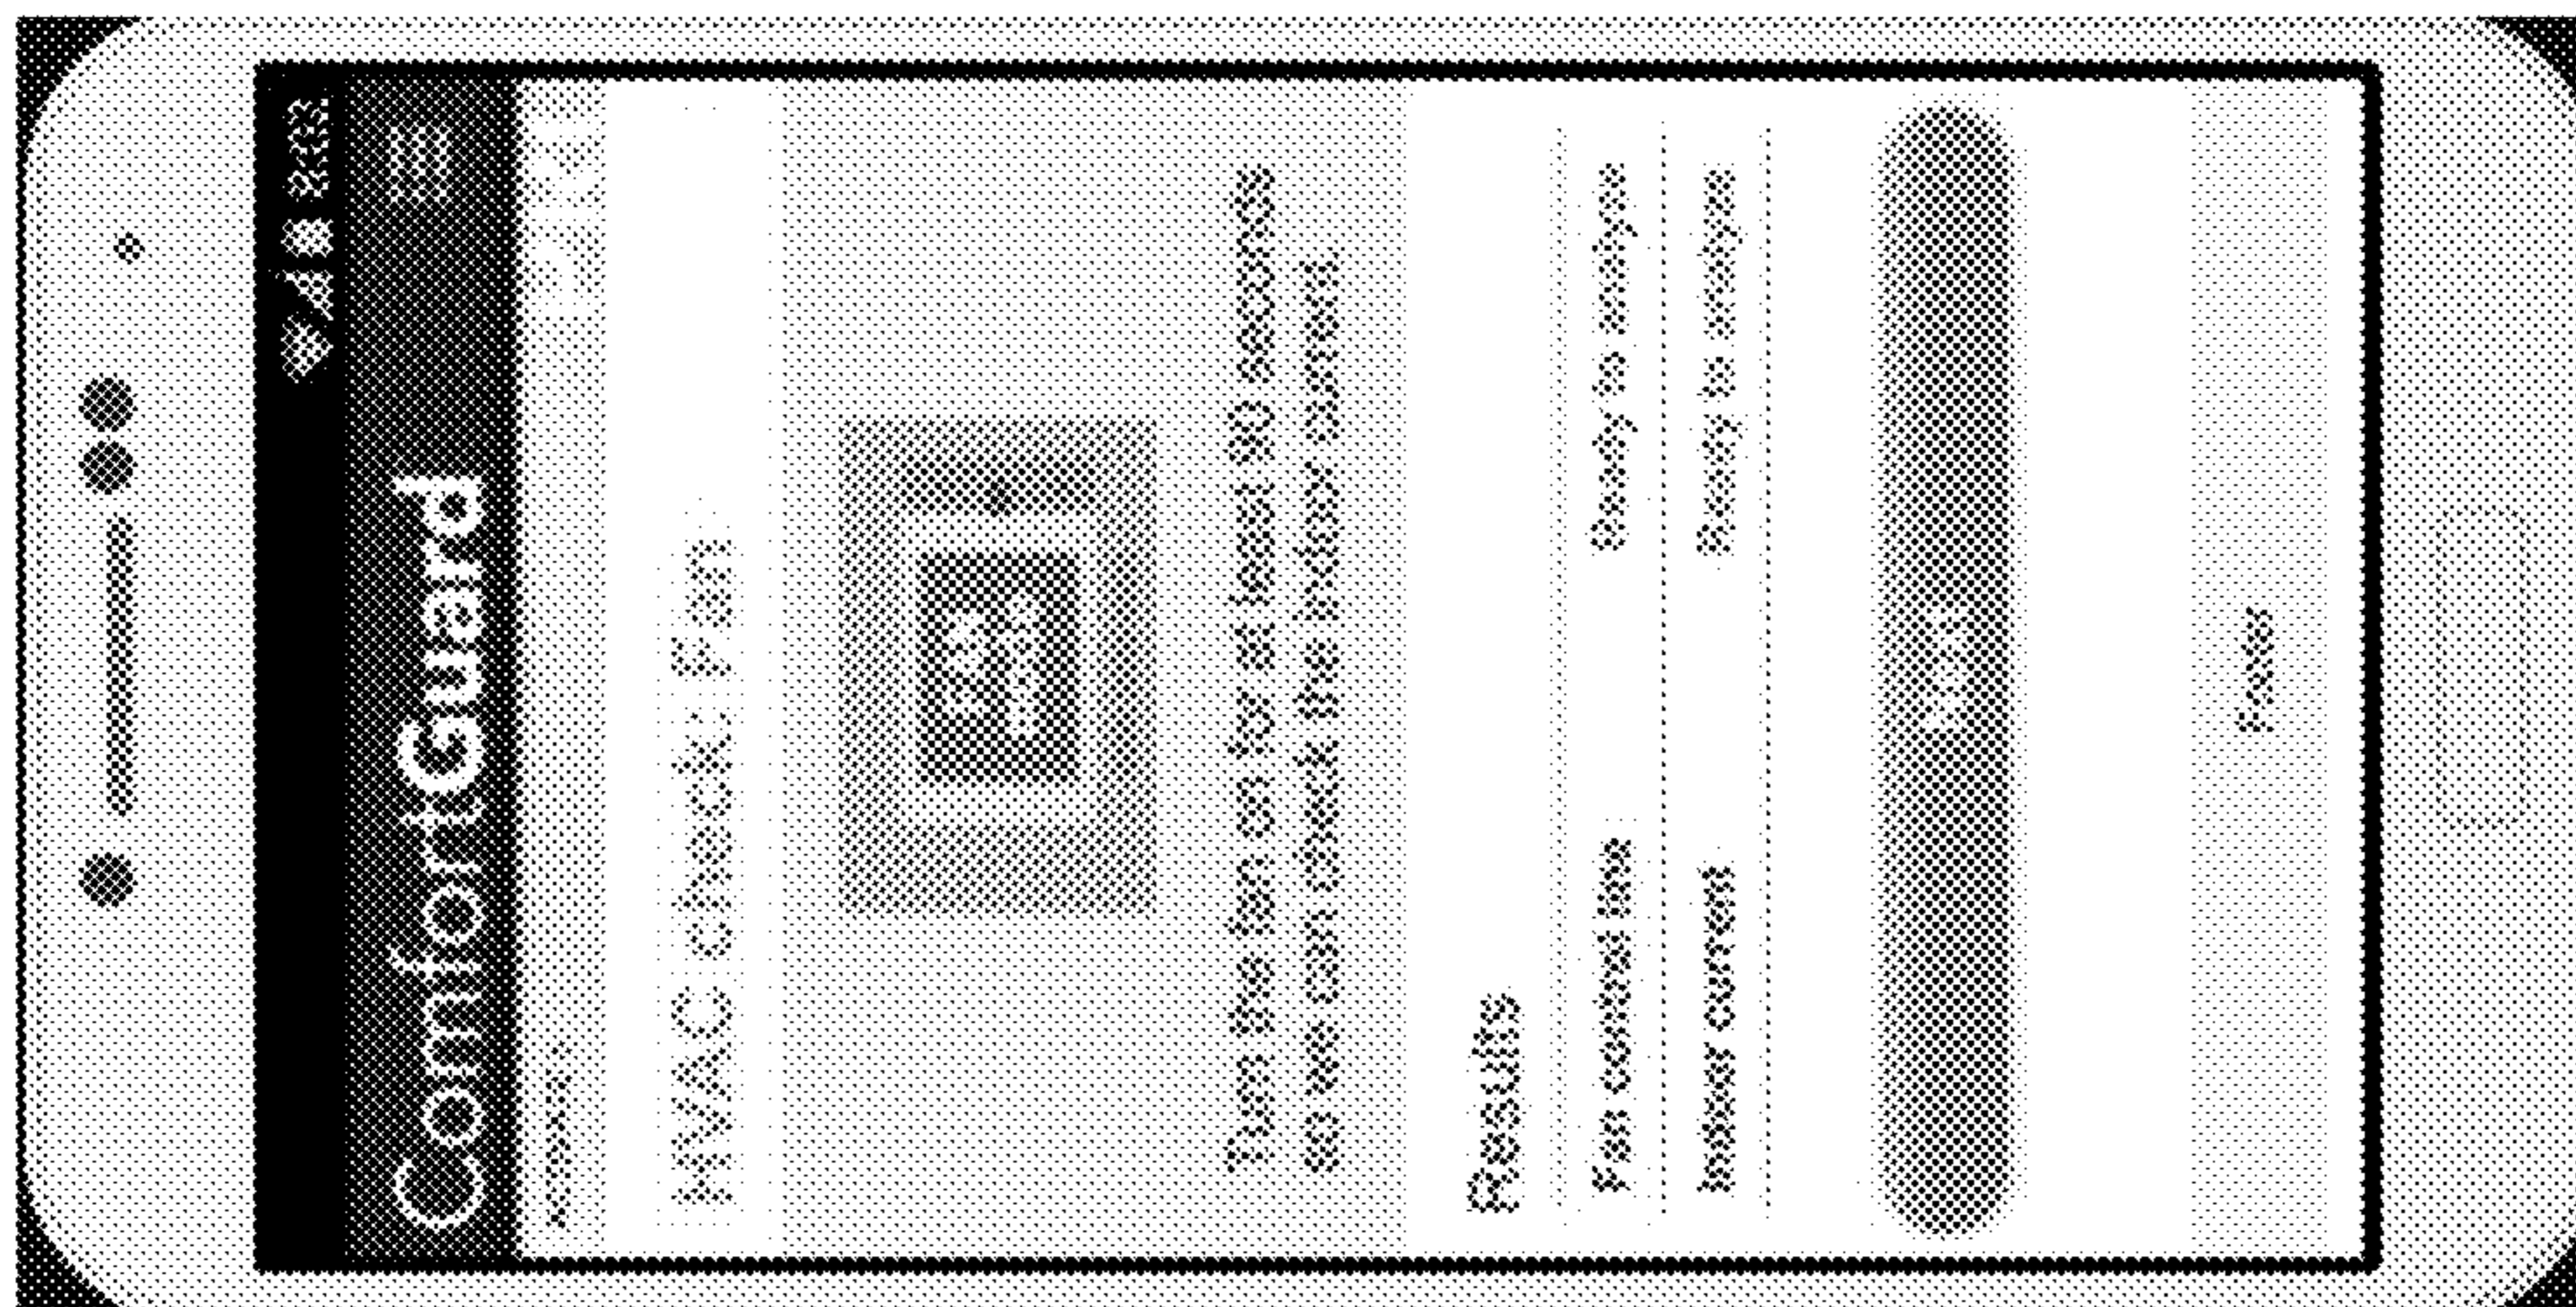 ComfortGuard
HVAC check: Fan
Turn the fan on for at least 90 seconds
so we can check the indoor current.
Results
Fan control line Ready to analyze
Indoor current Ready to analyze